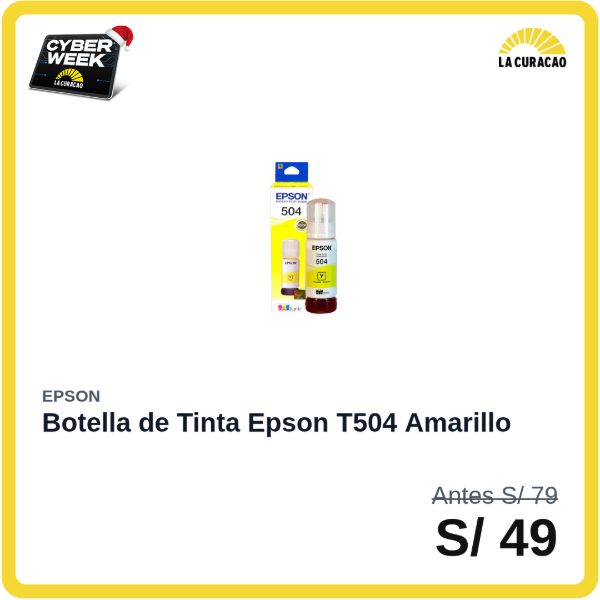 CYBER
WEEK
LA CURACAO
LA CURACAO
EPSON
504
EPSON
504
Y
EPSON
Botella de Tinta Epson T504 Amarillo
Antes S/ 79
S/ 49